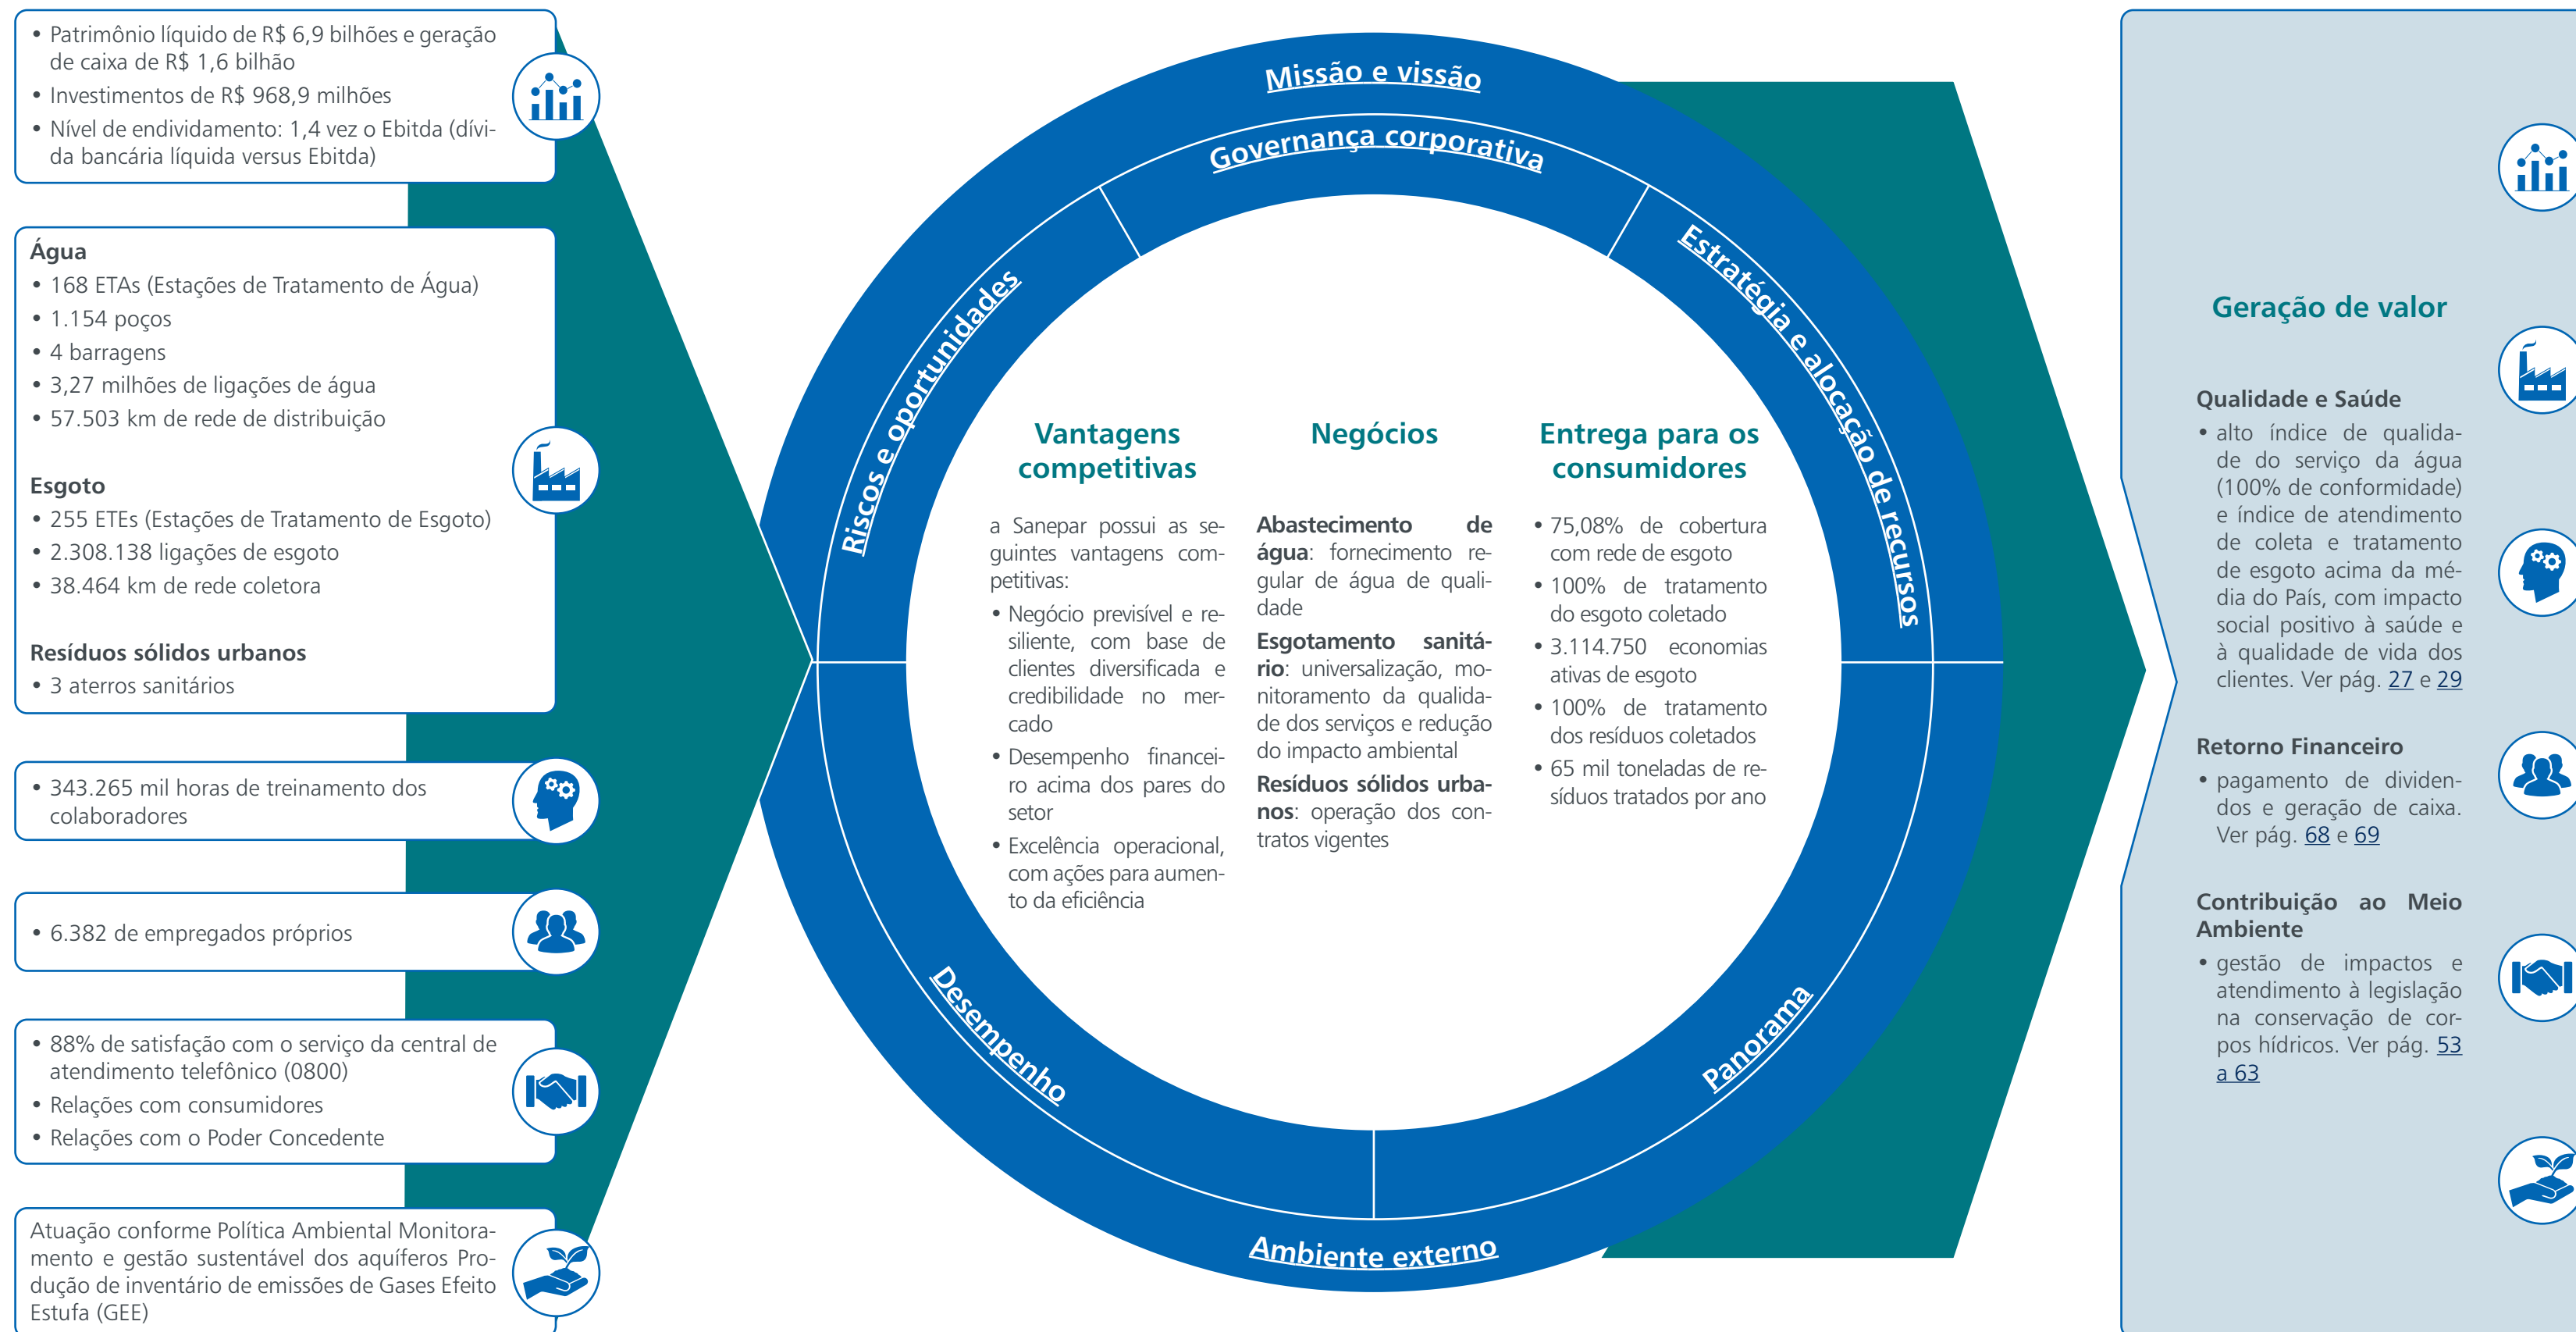 • Patrimônio líquido de R$ 6,9 bilhões e geração
de caixa de R$ 1,6 bilhão
• Investimentos de R$ 968,9 milhões
• Nível de endividamento: 1,4 vez o Ebitda (dívi-
da bancária líquida versus Ebitda)
Água
• 168 ETAs (Estações de Tratamento de Água)
• 1.154 poços
• 4 barragens
• 3,27 milhões de ligações de água
• 57.503 km de rede de distribuição
Esgoto
• 255 ETEs (Estações de Tratamento de Esgoto)
• 2.308.138 ligações de esgoto
• 38.464 km de rede coletora
Resíduos sólidos urbanos
• 3 aterros sanitários
• 343.265 mil horas de treinamento dos
colaboradores
• 6.382 de empregados próprios
• 88% de satisfação com o serviço da central de
atendimento telefônico (0800)
• Relações com consumidores
• Relações com o Poder Concedente
Atuação conforme Política Ambiental Monitora-
mento e gestão sustentável dos aquíferos Pro-
dução de inventário de emissões de Gases Efeito
Estufa (GEE)
Missão e vissão
Governança corporativa
Riscos e oportunidades
Estratégia e alocação de recursos
Vantagens
competitivas
a Sanepar possui as se-
guintes vantagens com-
petitivas:
• Negócio previsível e re-
siliente, com base de
clientes diversificada e
credibilidade no mer-
cado
• Desempenho financei-
ro acima dos pares do
setor
• Excelência operacional,
com ações para aumen-
to da eficiência
Negócios
Abastecimento de
água: fornecimento re-
gular de água de quali-
dade
Esgotamento sanitá-
rio: universalização, mo-
nitoramento da qualida-
de dos serviços e redução
do impacto ambiental
Resíduos sólidos urba-
nos: operação dos con-
tratos vigentes
Entrega para os
consumidores
• 75,08% de cobertura
com rede de esgoto
• 100% de tratamento
do esgoto coletado
• 3.114.750 economias
ativas de esgoto
• 100% de tratamento
dos resíduos coletados
• 65 mil toneladas de re-
síduos tratados por ano
Desempenho
Panorama
Ambiente externo
Geração de valor
Qualidade e Saúde
• alto índice de qualida-
de do serviço da água
(100% de conformidade)
e índice de atendimento
de coleta e tratamento
de esgoto acima da mé-
dia do País, com impacto
social positivo à saúde e
à qualidade de vida dos
clientes. Ver pág. 27 e 29
Retorno Financeiro
• pagamento de dividen-
dos e geração de caixa.
Ver pág. 68 e 69
Contribuição ao Meio
Ambiente
• gestão de impactos e
atendimento à legislação
na conservação de cor-
pos hídricos. Ver pág. 53
a 63